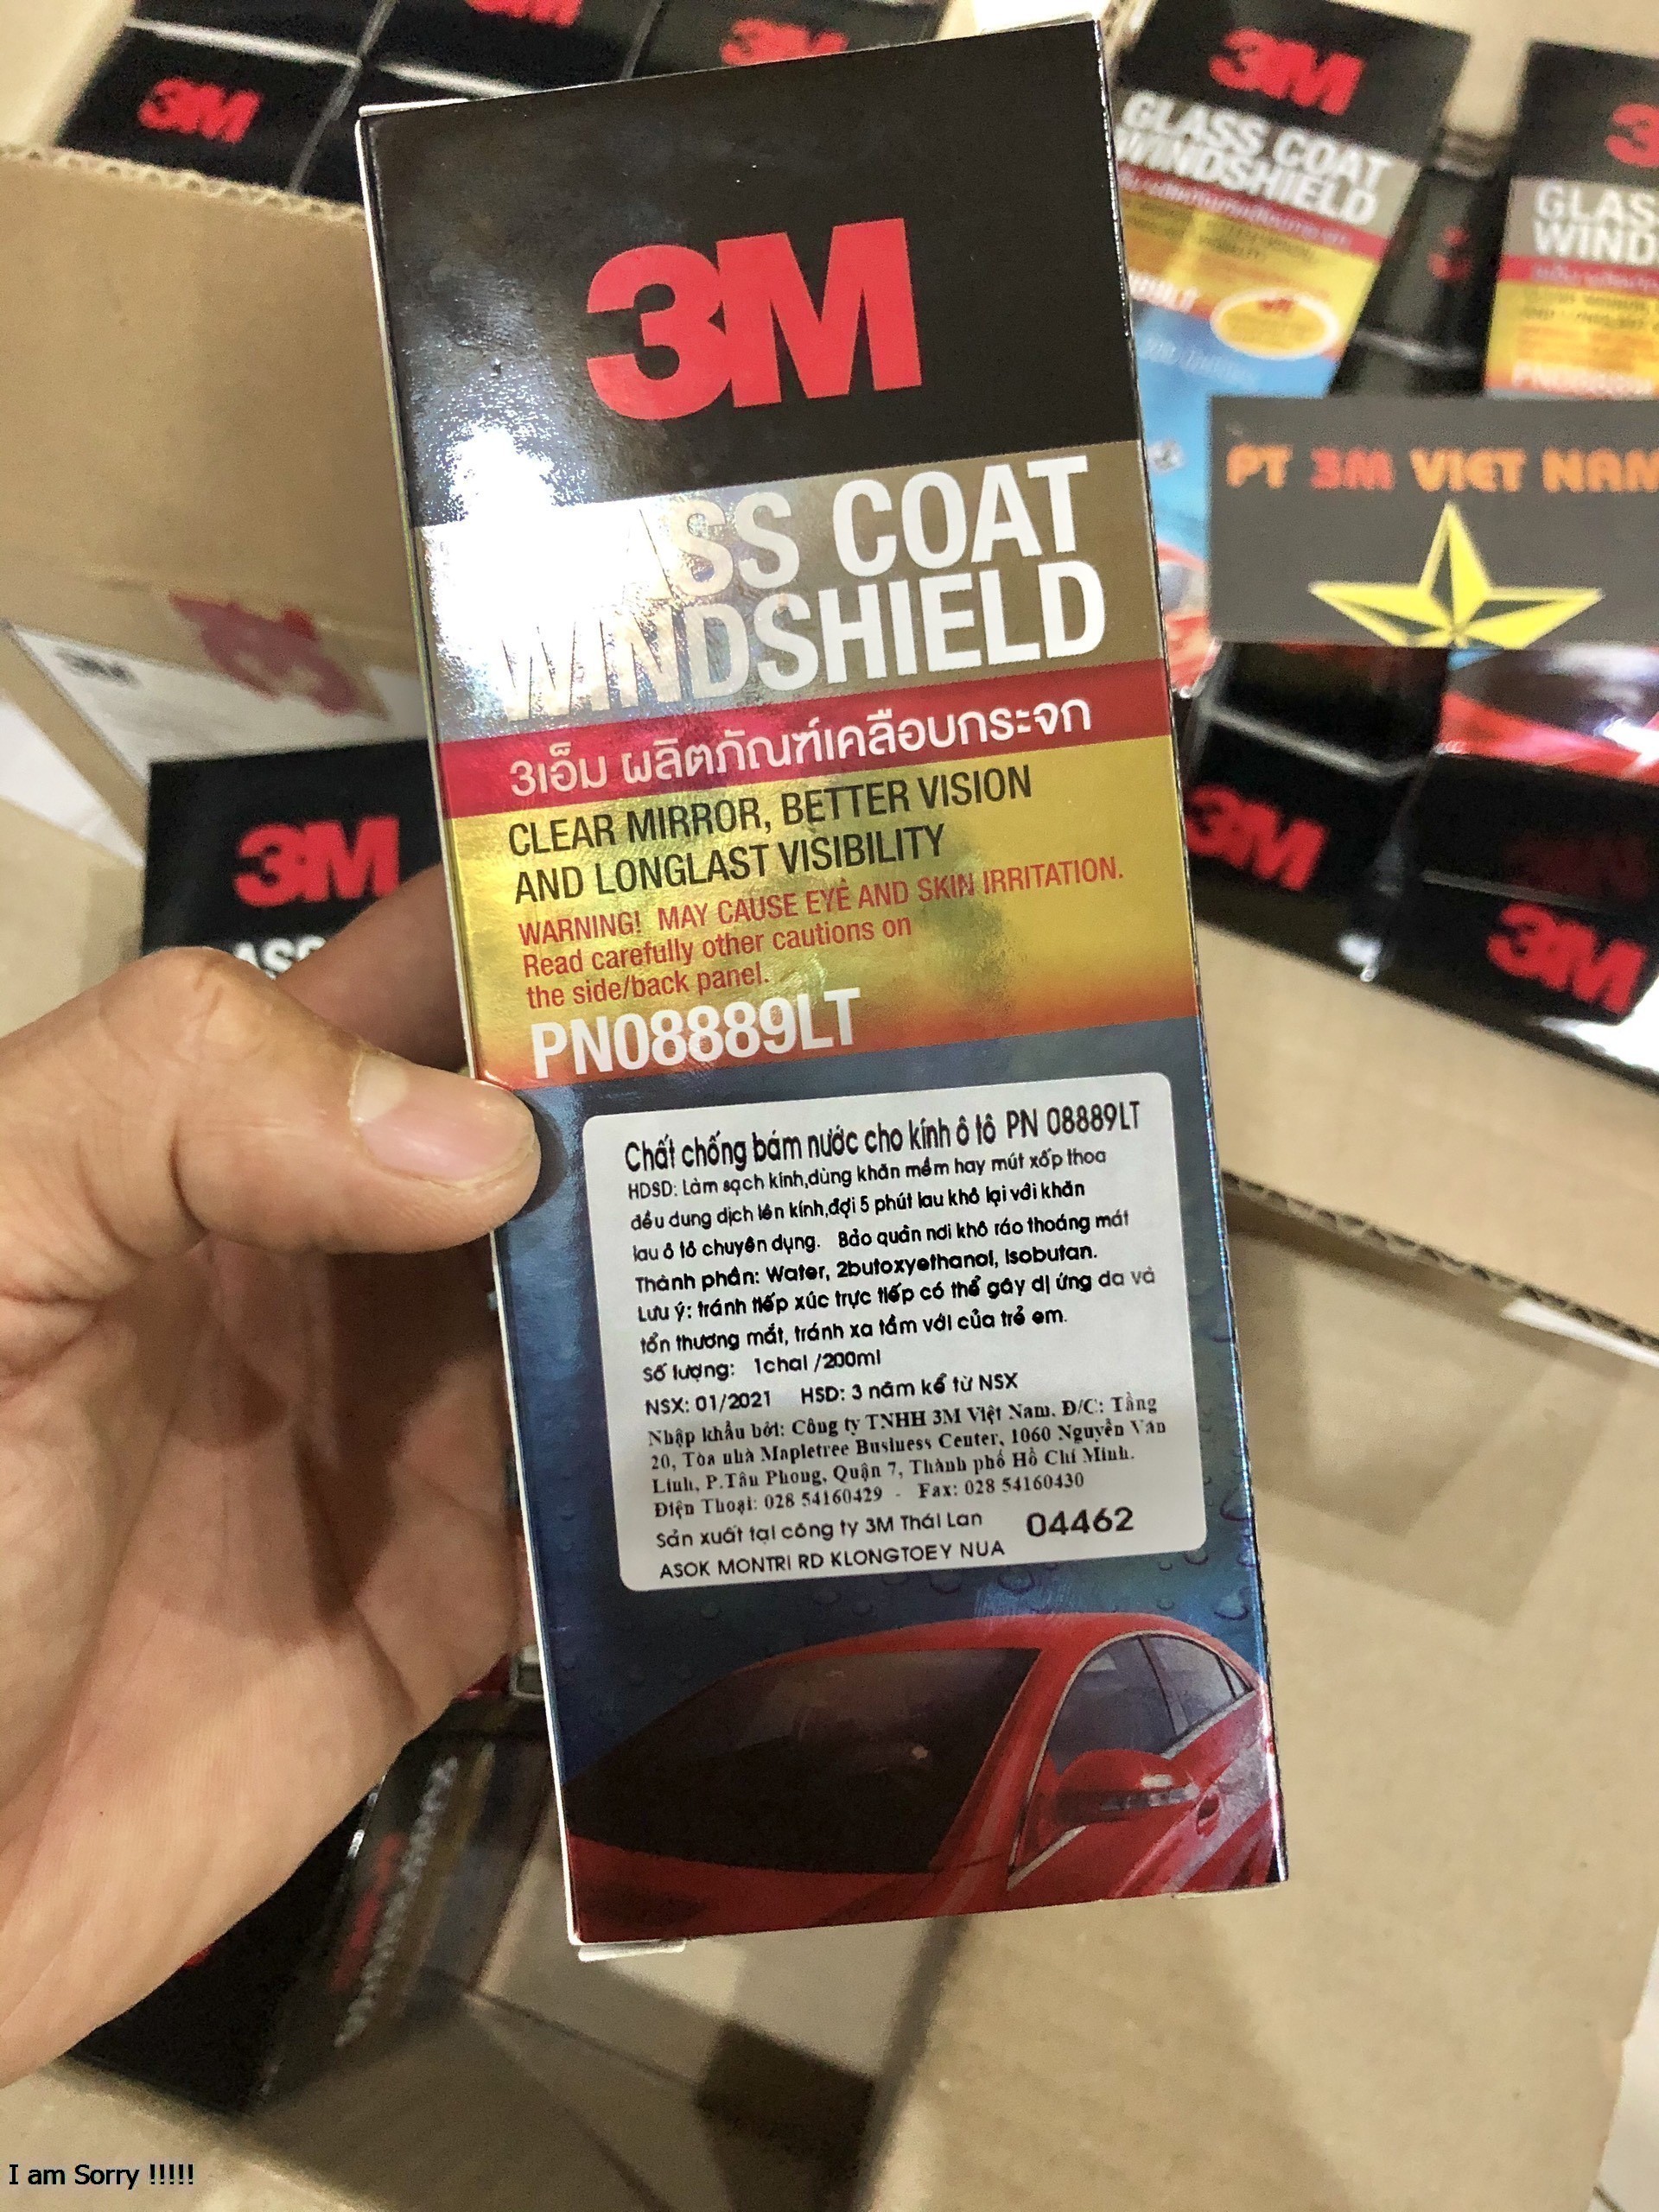 3M
3M
3M
GLASS COAT
WINDSHIELD
3M
GLAS
WIND
PT 3M VIET NAM
3M
ASS COAT
WINDSHIELD
3เอ็ม ผลิตภัณฑ์เคลือบกระจก
CLEAR MIRROR, BETTER VISION
AND LONGLAST VISIBILITY
WARNING! MAY CAUSE EYE AND SKIN IRRITATION.
Read carefully other cautions on
the side/back panel.
PN08889LT
Chất chống bám nước cho kính ô tô PN 08889LT
HDSD: Làm sạch kính,dùng khăn mềm hay mút xốp thoa
đều dung dịch lên kính,đợi 5 phút lau khô lại với khăn
lau ô tô chuyên dụng. Bảo quản nơi khô ráo thoáng mát
Thành phần: Water, 2butoxyethanol, Isobutan.
Lưu ý: tránh tiếp xúc trực tiếp có thể gây dị ứng da và
tổn thương mắt, tránh xa tầm với của trẻ em.
Số lượng: 1chai /200ml
NSX: 01/2021 HSD: 3 năm kể từ NSX
Nhập khẩu bởi: Công ty TNHH 3M Việt Nam. Đ/C: Tầng
20, Tòa nhà Mapletree Business Center, 1060 Nguyễn Văn
Linh, P.Tân Phong, Quận 7, Thành phố Hồ Chí Minh.
Điện Thoại: 028 54160429 - Fax: 028 54160430
Sản xuất tại công ty 3M Thái Lan 04462
ASOK MONTRI RD KLONGTOEY NUA
3M
3M
3M
3M
I am Sorry !!!!!